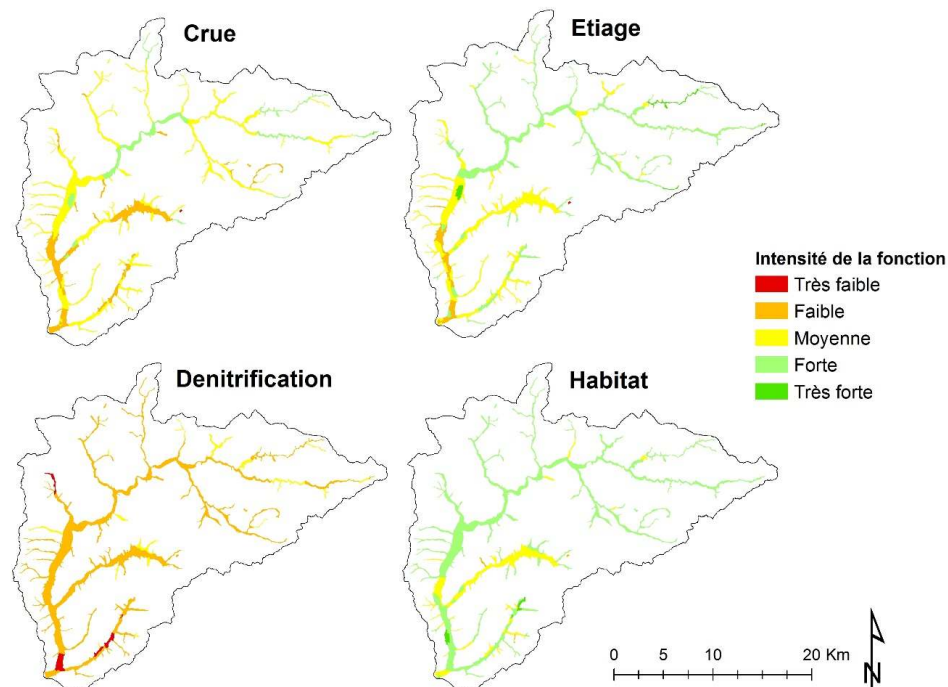 Crue
Etiage
Intensité de la fonction
Très faible
Faible
Moyenne
Forte
Très forte
Denitrification
Habitat
0 5 10 20 Km
N